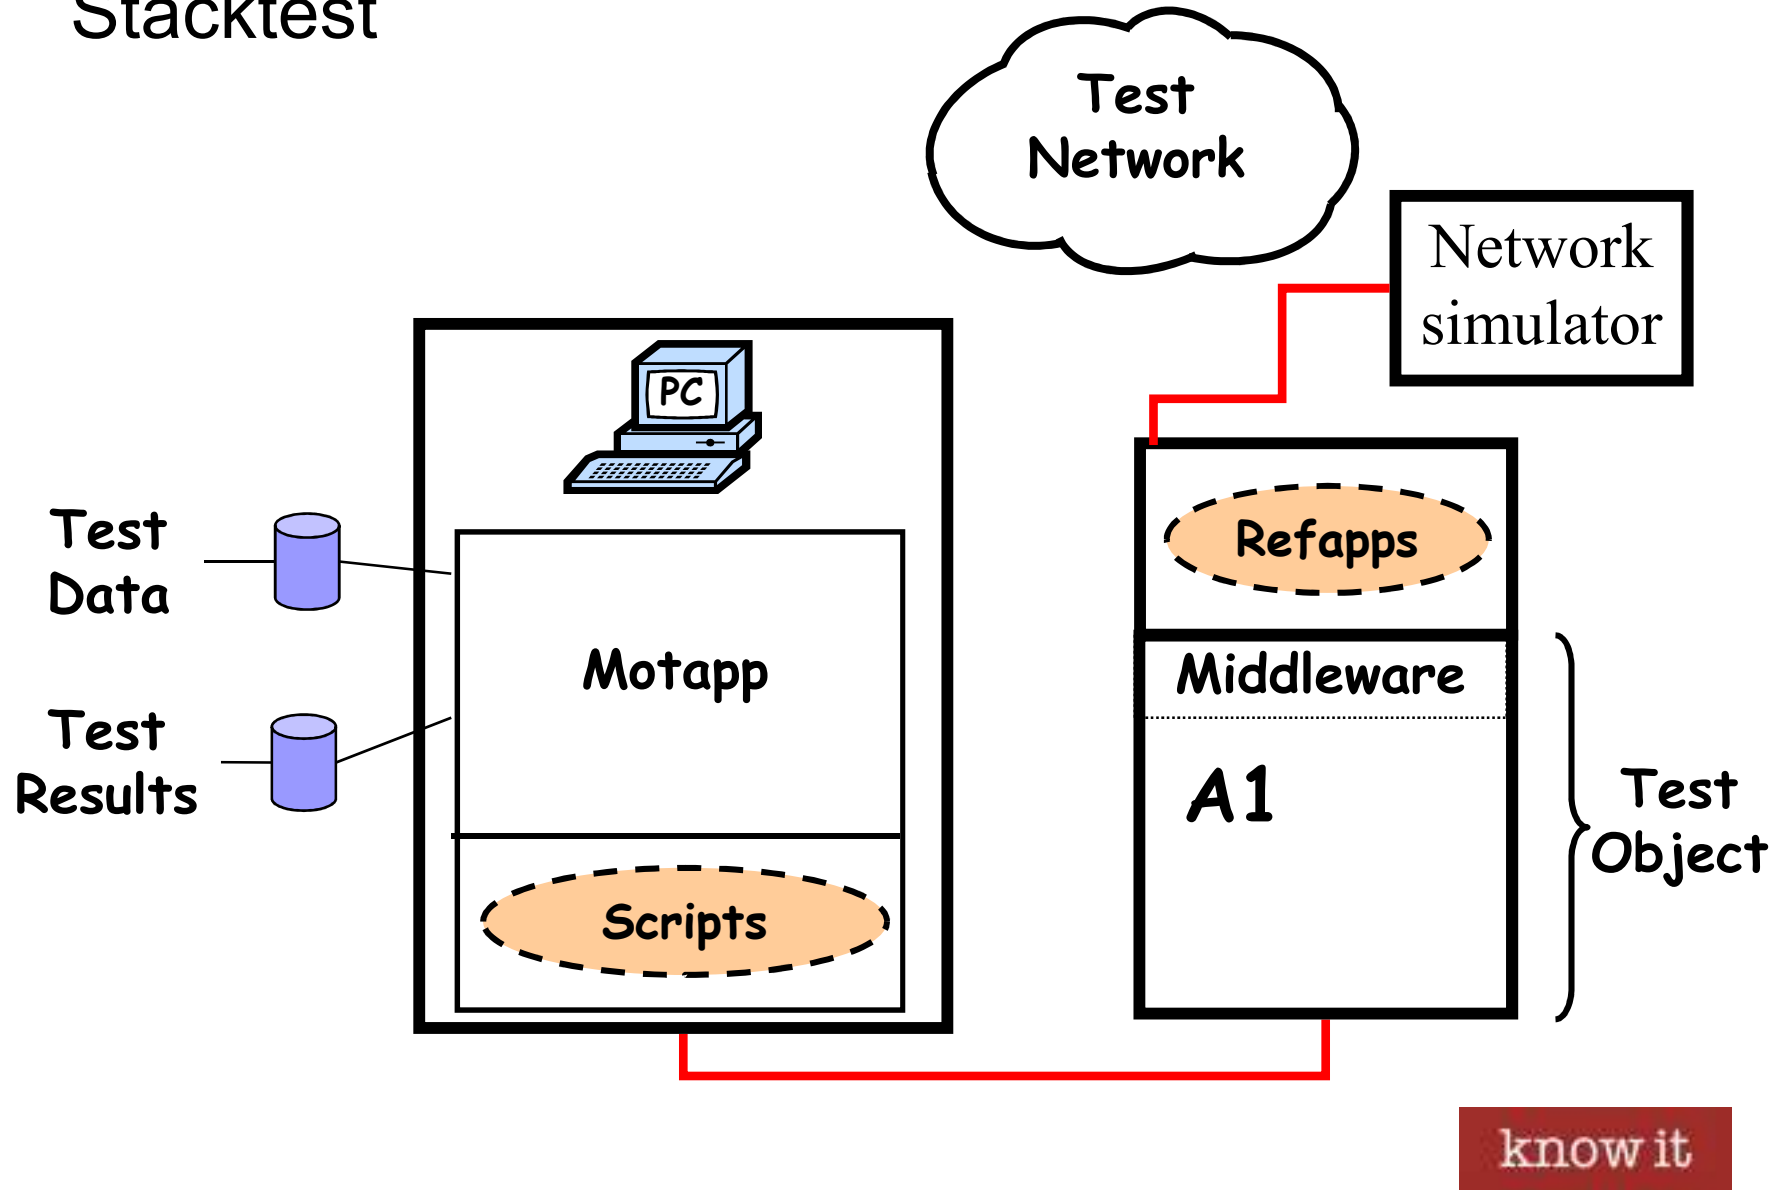 Stacktest
Test
Network
Network
simulator
PC
Test
Data
Refapps
Motapp
Middleware
Test
Results
A1
Test
Object
Scripts
know it